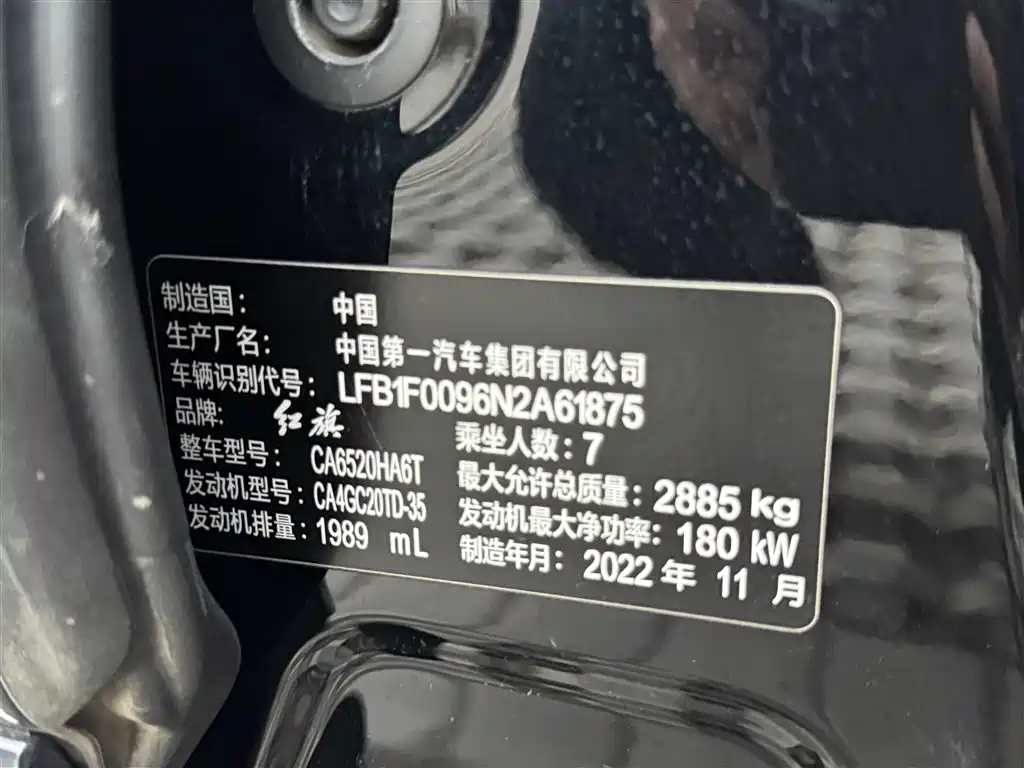 制造国： 中国
生产厂名： 中国第一汽车集团有限公司
车辆识别代号： LFB1F0096N2A61875
品牌: 红旗 乘坐人数：7
整车型号： CA6520HA6T 最大允许总质量：2885 kg
发动机型号：CA4GC20TD-35 发动机最大净功率：180 kW
发动机排量：1989 mL 制造年月：2022 年 11 月